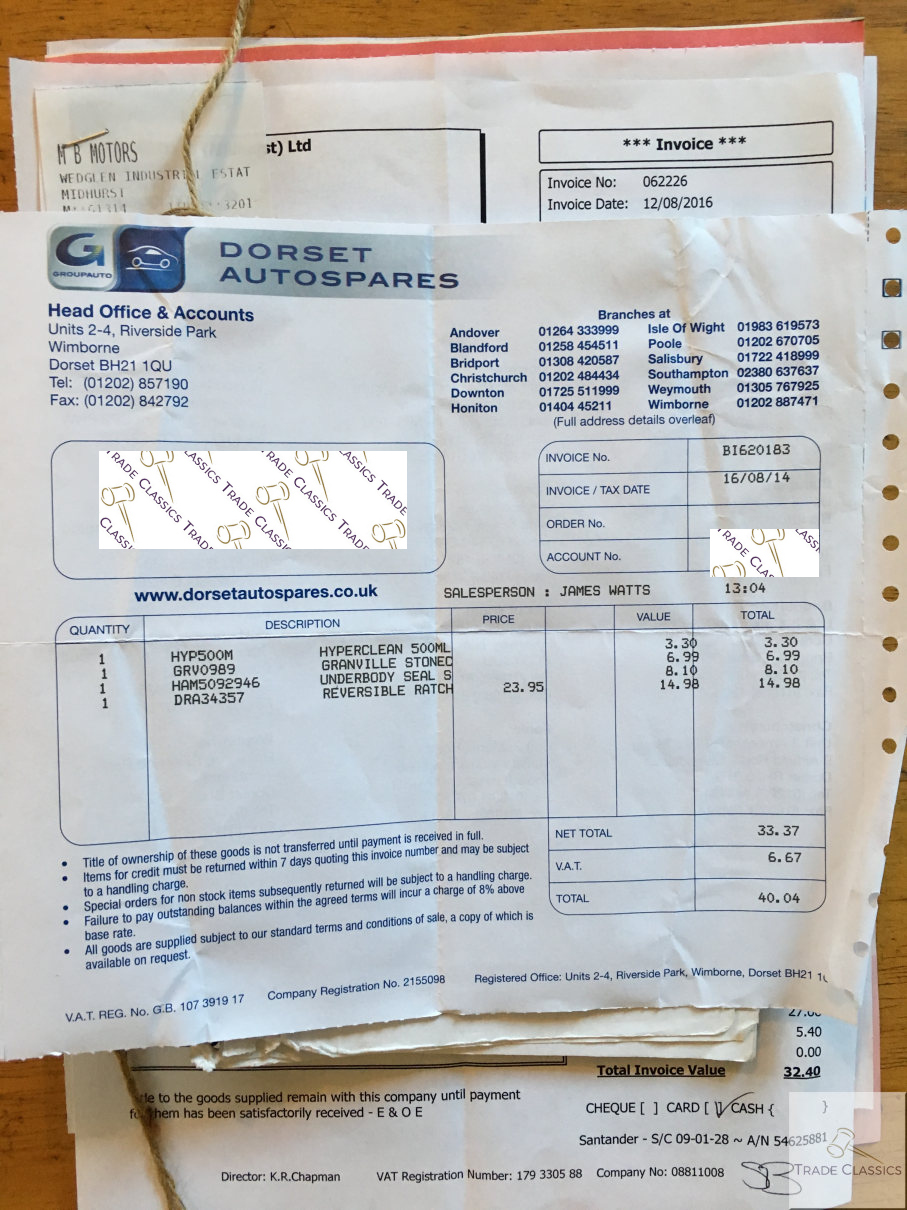 M B MOTORS
WEDGLEN INDUSTRI L ESTAT
MIDHURST
st) Ltd
*** Invoice ***
Invoice No: 062226
Invoice Date: 12/08/2016
G
GROUPAUTO
DORSET
AUTOSPARES
Head Office & Accounts
Units 2-4, Riverside Park
Wimborne
Dorset BH21 1QU
Tel: (01202) 857190
Fax: (01202) 842792
Branches at
Andover 01264 333999 Isle Of Wight 01983 619573
Blandford 01258 454511 Poole 01202 670705
Bridport 01308 420587 Salisbury 01722 418999
Christchurch 01202 484434 Southampton 02380 637637
Downton 01725 511999 Weymouth 01305 767925
Honiton 01404 45211 Wimborne 01202 887471
(Full address details overleaf)
TRADE CLASSICS TRADE CLASSICS TRADE
CLASSICS TRADE
INVOICE No. BI620183
INVOICE / TAX DATE 16/08/14
ORDER No.
ACCOUNT No.
www.dorsetautospares.co.uk
SALESPERSON : JAMES WATTS 13:04
QUANTITY DESCRIPTION PRICE VALUE TOTAL
1 HYP500M HYPERCLEAN 500ML 3.30 3.30
1 GRV0989 GRANVILLE STONEC 6.99 6.99
1 HAM5092946 UNDERBODY SEAL S 8.10 8.10
1 DRA34357 REVERSIBLE RATCH 23.95 14.98 14.98
NET TOTAL 33.37
V.A.T. 6.67
TOTAL 40.04
• Title of ownership of these goods is not transferred until payment is received in full.
• Items for credit must be returned within 7 days quoting this invoice number and may be subject
to a handling charge.
• Special orders for non stock items subsequently returned will be subject to a handling charge.
• Failure to pay outstanding balances within the agreed terms will incur a charge of 8% above
base rate.
• All goods are supplied subject to our standard terms and conditions of sale, a copy of which is
available on request.
V.A.T. REG. No. G.B. 107 3919 17 Company Registration No. 2155098 Registered Office: Units 2-4, Riverside Park, Wimborne, Dorset BH21 1
27.00
5.40
0.00
Total Invoice Value 32.40
tle to the goods supplied remain with this company until payment
for them has been satisfactorily received - E & O E
CHEQUE [ ] CARD [ ] CASH { }
Santander - S/C 09-01-28 ~ A/N 54625881
Director: K.R.Chapman VAT Registration Number: 179 3305 88 Company No: 08811008
TRADE CLASSICS